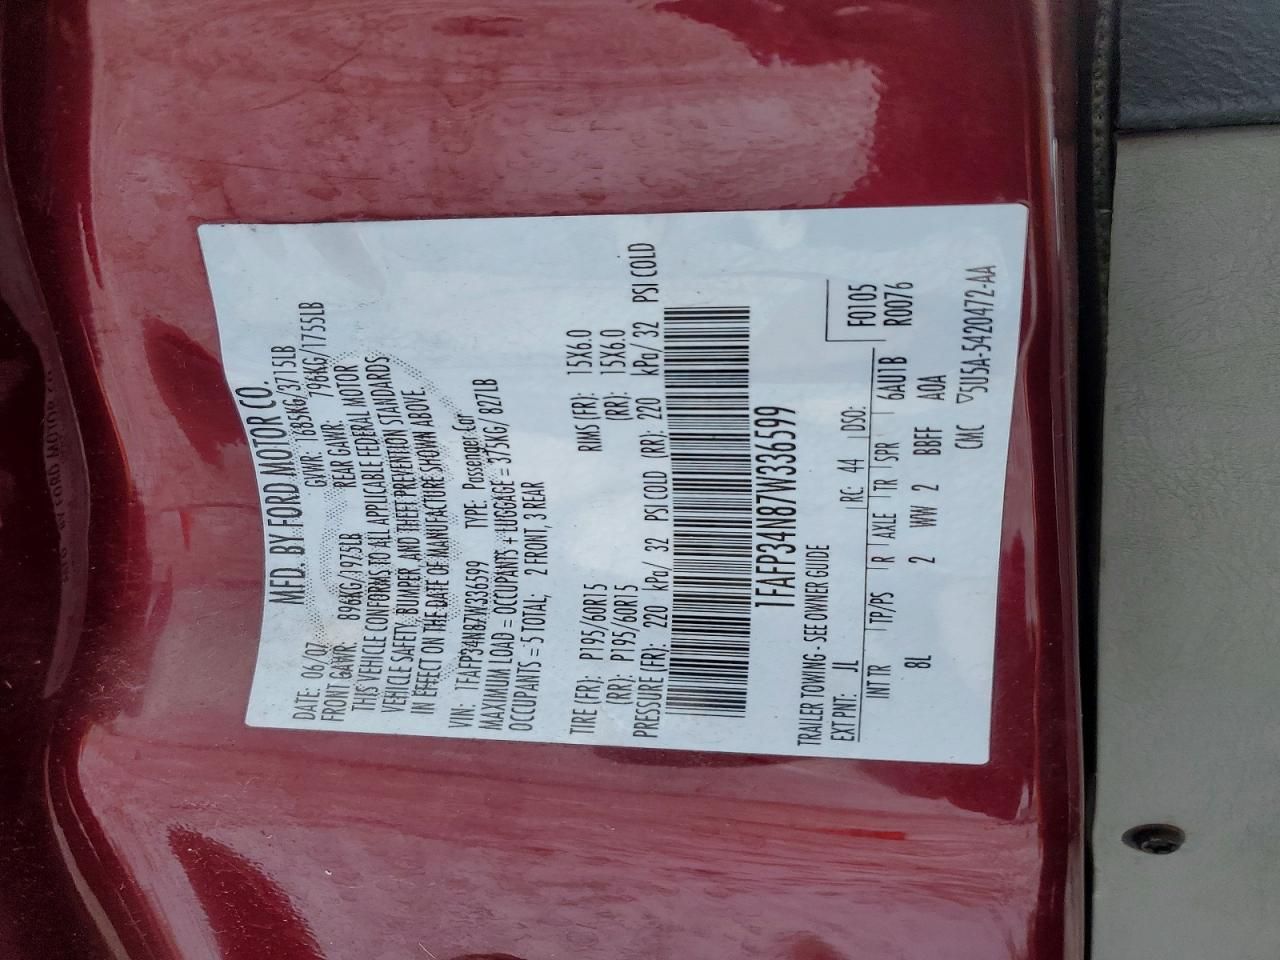 MFD. BY FORD MOTOR CO.
DATE: 06/07 GVWR: 1685KG/3715LB
FRONT GAWR: 896KG/1975LB REAR GAWR: 796KG/1755LB
THIS VEHICLE CONFORMS TO ALL APPLICABLE FEDERAL MOTOR
VEHICLE SAFETY, BUMPER, AND THEFT PREVENTION STANDARDS
IN EFFECT ON THE DATE OF MANUFACTURE SHOWN ABOVE.
VIN: 1FAFP34N87W336599 TYPE: Passenger Car
MAXIMUM LOAD = OCCUPANTS + LUGGAGE = 375KG/ 827LB
OCCUPANTS = 5 TOTAL, 2 FRONT, 3 REAR
TIRE (FR): P195/60R15 RIMS (FR): 15X6.0
(RR): P195/60R15 (RR): 15X6.0
PRESSURE (FR): 220 kPa/ 32 PSI COLD (RR): 220 kPa/ 32 PSI COLD
1FAFP34N87W336599
TRAILER TOWING - SEE OWNER GUIDE F0105
EXT PNT: JL RC: 44 DSO: R0076
INT TR TP/PS R AXLE TR SPR 6AU1B
8L 2 WW 2 BBFF AOA
CMC ▽5U5A-5420472-AA